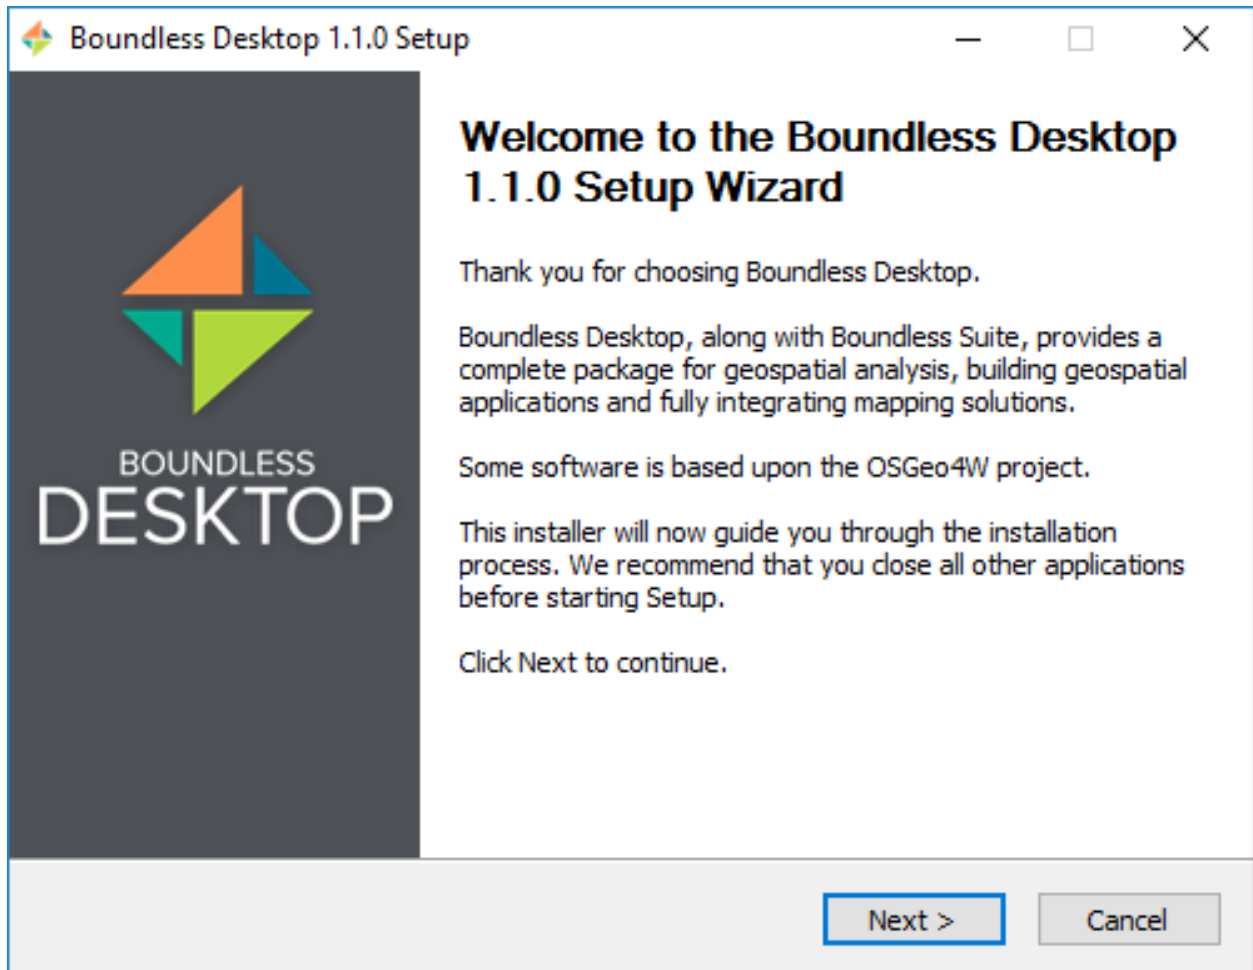 Boundless Desktop 1.1.0 Setup
BOUNDLESS
DESKTOP
Welcome to the Boundless Desktop
1.1.0 Setup Wizard
Thank you for choosing Boundless Desktop.
Boundless Desktop, along with Boundless Suite, provides a
complete package for geospatial analysis, building geospatial
applications and fully integrating mapping solutions.
Some software is based upon the OSGeo4W project.
This installer will now guide you through the installation
process. We recommend that you close all other applications
before starting Setup.
Click Next to continue.
Next >
Cancel